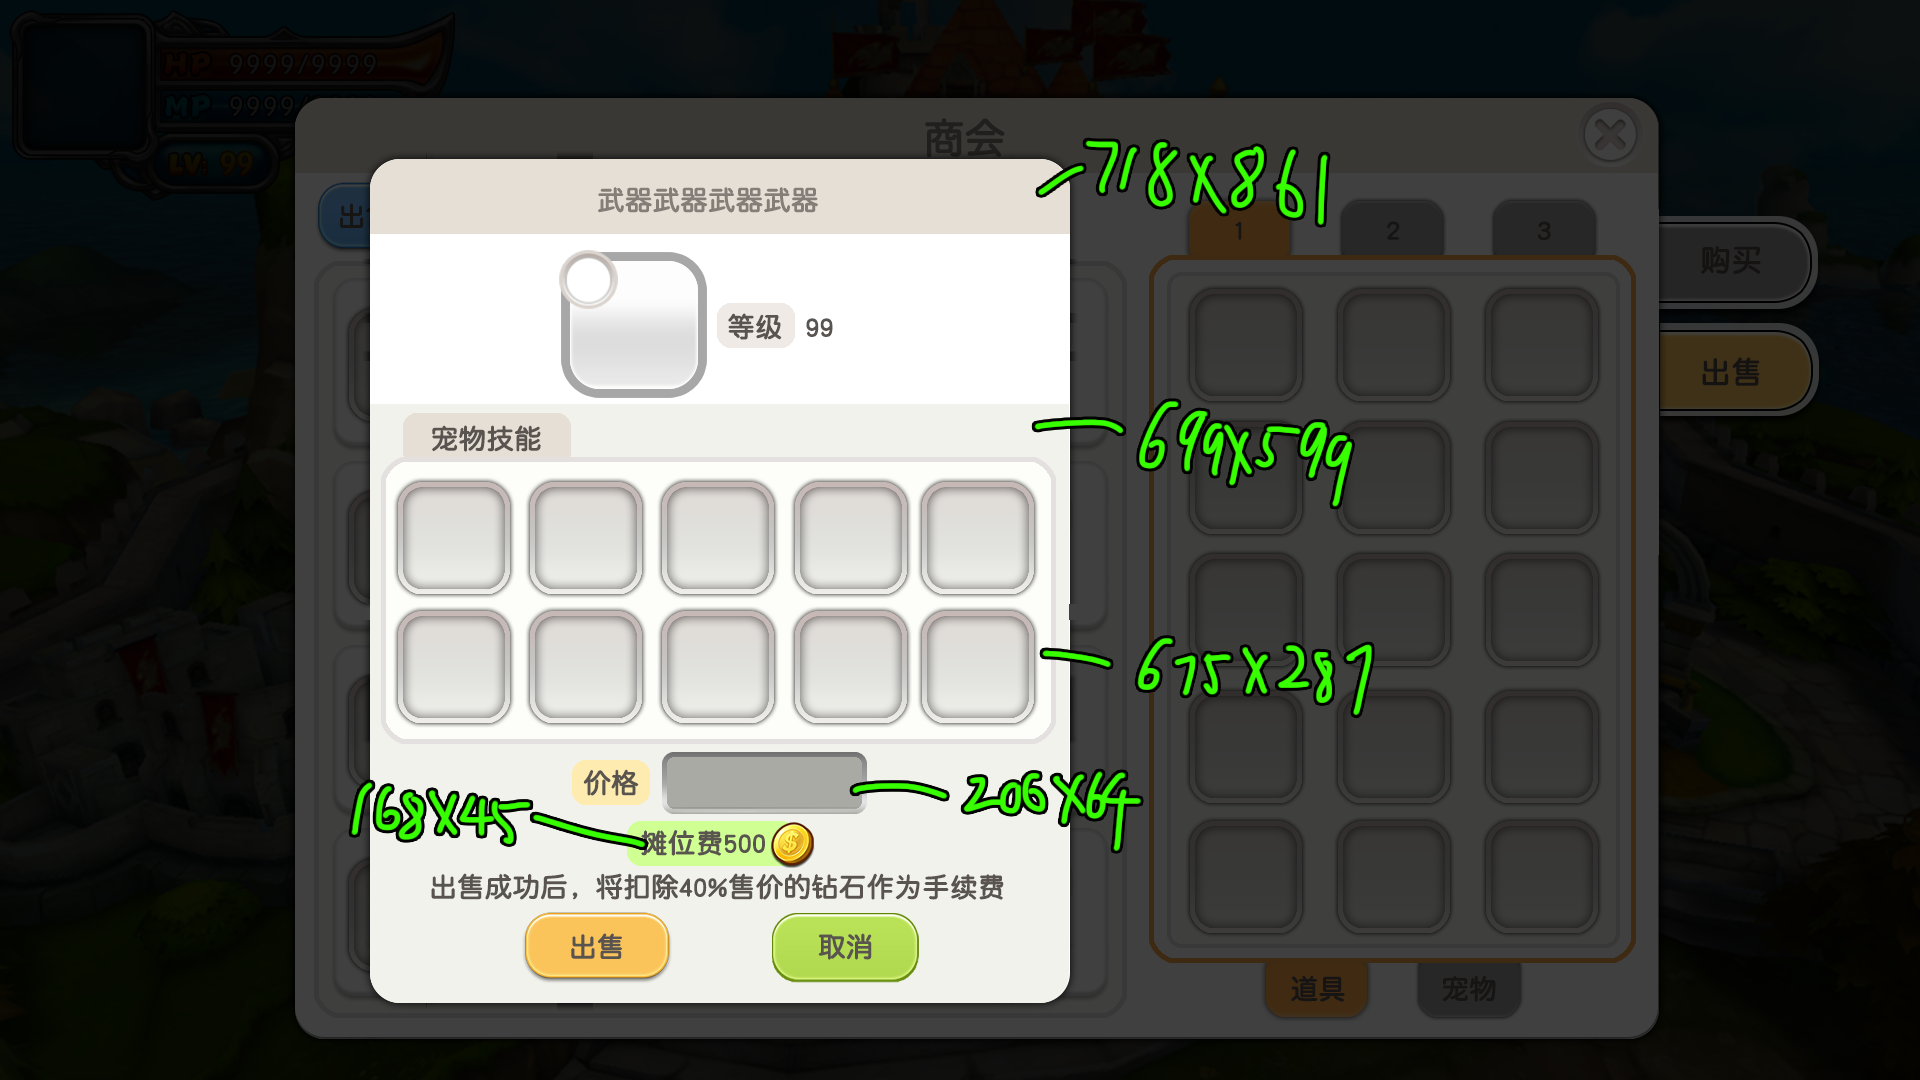 HP 9999/9999
MP 9999
LV: 99
商会
718X861
武器武器武器武器
出
1
2
3
购买
等级 99
出售
宠物技能
699X599
675X287
价格
206X64
168X45
摊位费500
出售成功后，将扣除40%售价的钻石作为手续费
出售
取消
道具
宠物